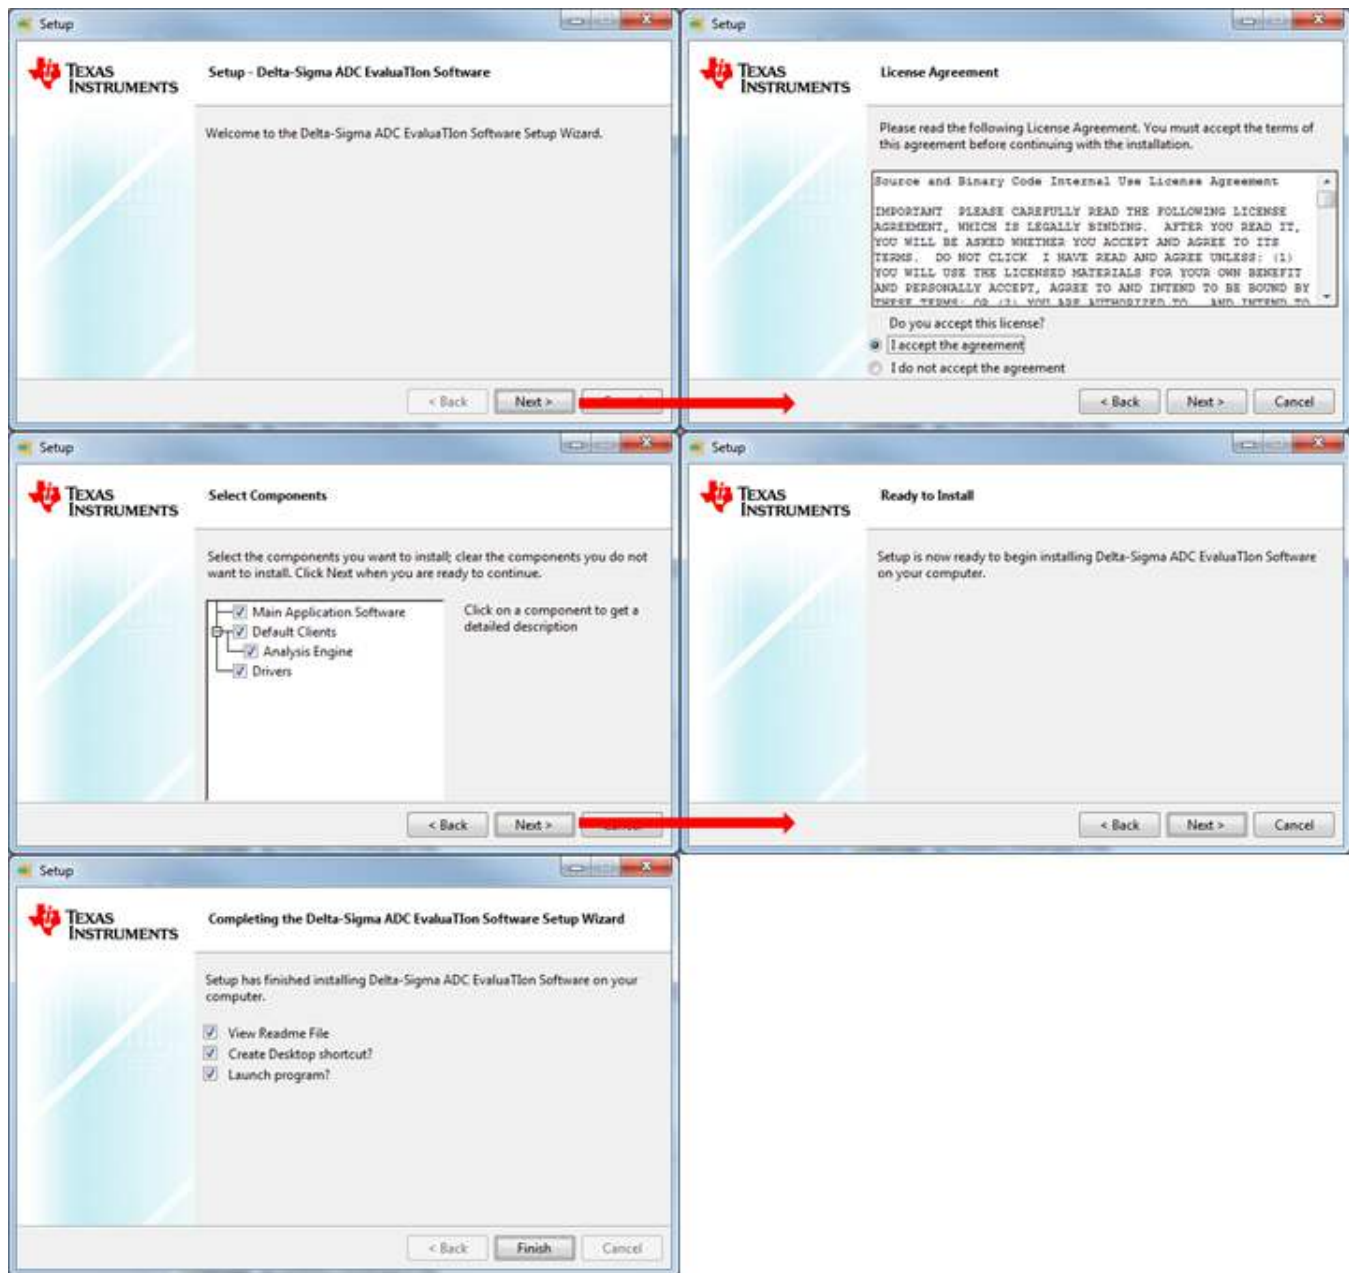 Setup
TEXAS
INSTRUMENTS
Setup - Delta-Sigma ADC EvaluaTIon Software
Welcome to the Delta-Sigma ADC EvaluaTIon Software Setup Wizard.
< Back Next >
Setup
TEXAS
INSTRUMENTS
License Agreement
Please read the following License Agreement. You must accept the terms of
this agreement before continuing with the installation.
Source and Binary Code Internal Use License Agreement
IMPORTANT PLEASE CAREFULLY READ THE FOLLOWING LICENSE
AGREEMENT, WHICH IS LEGALLY BINDING. AFTER YOU READ IT,
YOU WILL BE ASKED WHETHER YOU ACCEPT AND AGREE TO ITS
TERMS. DO NOT CLICK I HAVE READ AND AGREE UNLESS: (1)
YOU WILL USE THE LICENSED MATERIALS FOR YOUR OWN BENEFIT
AND PERSONALLY ACCEPT, AGREE TO AND INTEND TO BE BOUND BY
THESE TERMS; OR (2) YOU ARE AUTHORIZED TO, AND INTEND TO
Do you accept this license?
I accept the agreement
I do not accept the agreement
< Back Next > Cancel
Setup
TEXAS
INSTRUMENTS
Select Components
Select the components you want to install; clear the components you do not
want to install. Click Next when you are ready to continue.
Main Application Software
Default Clients
Analysis Engine
Drivers
Click on a component to get a
detailed description
< Back Next >
Setup
TEXAS
INSTRUMENTS
Ready to Install
Setup is now ready to begin installing Delta-Sigma ADC EvaluaTIon Software
on your computer.
< Back Next > Cancel
Setup
TEXAS
INSTRUMENTS
Completing the Delta-Sigma ADC EvaluaTIon Software Setup Wizard
Setup has finished installing Delta-Sigma ADC EvaluaTIon Software on your
computer.
View Readme File
Create Desktop shortcut?
Launch program?
< Back Finish Cancel